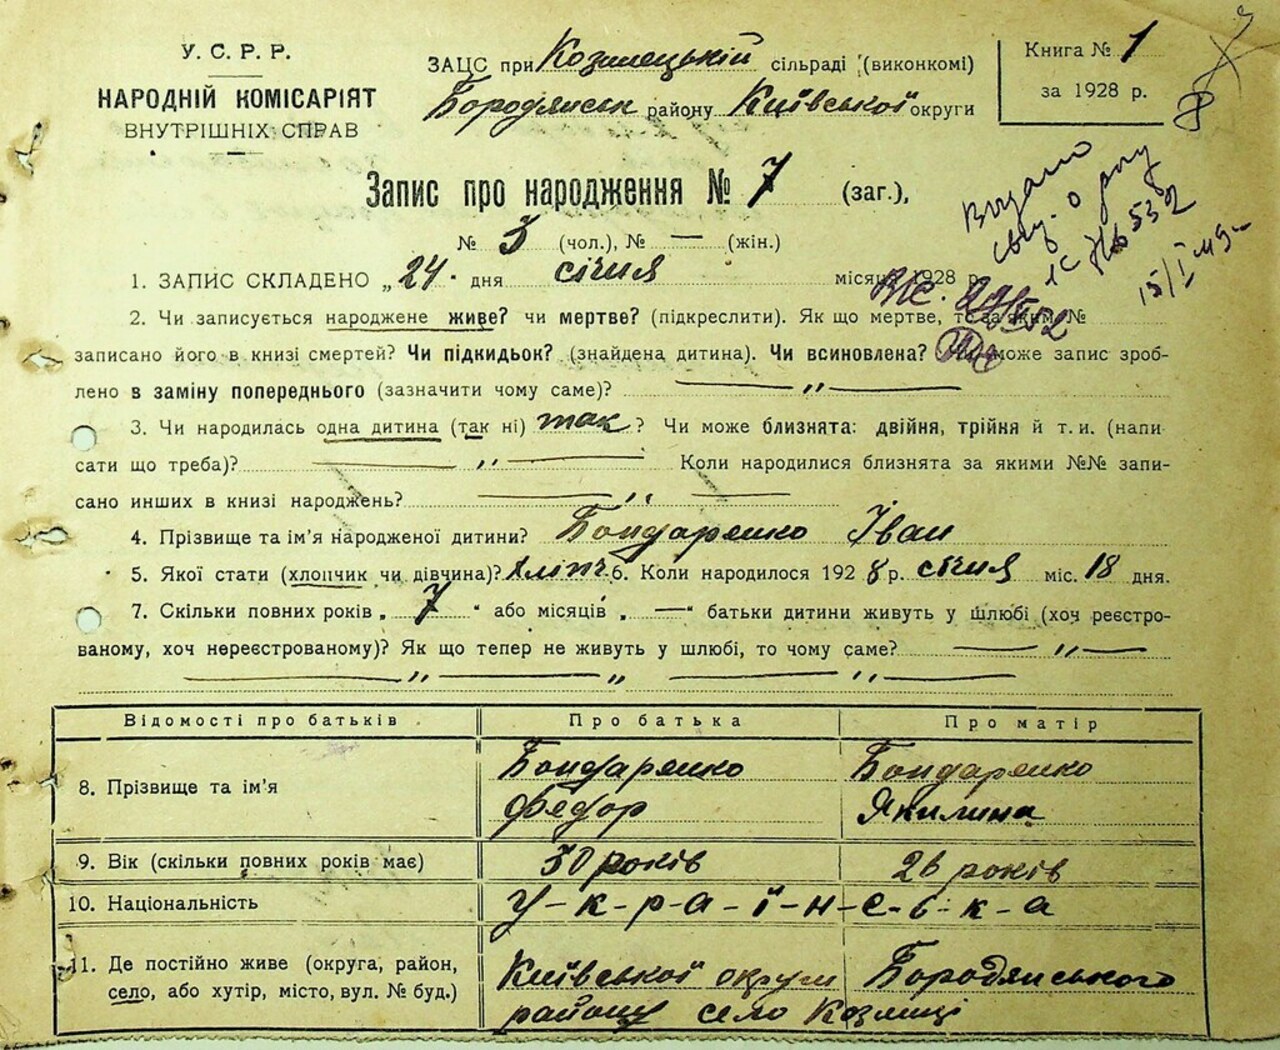 У. С. Р. Р.
НАРОДНІЙ КОМІСАРІЯТ
ВНУТРІШНІХ СПРАВ
ЗАЦС при Козинецькій сільраді (виконкомі)
Бородянськ району Київської округи
Книга № 1
за 1928 р.
8
Запис про народження № 7 (заг.),
№ 3 (чол.), № — (жін.)
Видано
свид. о рож
1. ЗАПИС СКЛАДЕНО „24" дня січня місяця 1928 р.
2. Чи записується народжене живе? чи мертве? (підкреслити). Як що мертве, то за яким №
записано його в книзі смертей? Чи підкидьок? (знайдена дитина). Чи всиновлена? Чи може запис зроб-
лено в заміну попереднього (зазначити чому саме)? — „ —
3. Чи народилась одна дитина (так ні) так ? Чи може близнята: двійня, трійня й т. и. (напи
сати що треба)? — „ — Коли народилися близнята за якими №№ запи-
сано инших в книзі народжень? — „ —
4. Прізвище та ім'я народженої дитини? Бондаренко Іван
5. Якої стати (хлопчик чи дівчина)? хлопч. 6. Коли народилося 192 8 р. січня міс. 18 дня.
7. Скільки повних років „ 7 " або місяців „ — " батьки дитини живуть у шлюбі (хоч реєстро-
ваному, хоч нереєстрованому)? Як що тепер не живуть у шлюбі, то чому саме? — „ —
— „ — „ — „ —
Відомості про батьків Про батька Про матір
8. Прізвище та ім'я Бондаренко Федор Бондаренко Якилина
9. Вік (скільки повних років має) 30 років 26 років
10. Національність У-к-р-а-ї-н-с-ь-к-а
11. Де постійно живе (округа, район, село, або хутір, місто, вул. № буд.)
Київської округи Бородянського
району село Козинці